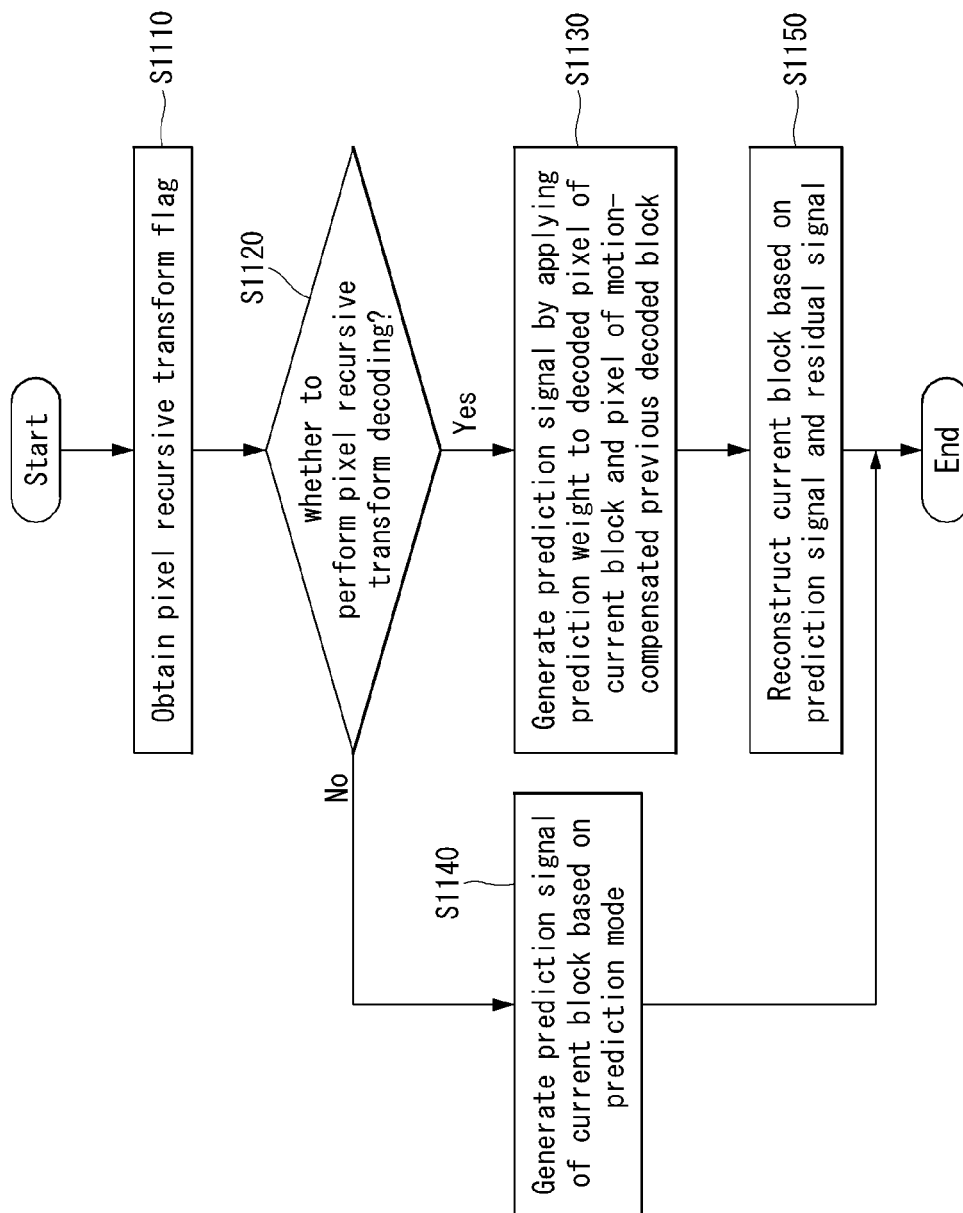 Start
Obtain pixel recursive transform flag
S1110
S1120
whether to
perform pixel recursive
transform decoding?
Yes
No
Generate prediction signal by applying
prediction weight to decoded pixel of
current block and pixel of motion-
compensated previous decoded block
S1130
S1140
Generate prediction signal
of current block based on
prediction mode
Reconstruct current block based on
prediction signal and residual signal
S1150
End